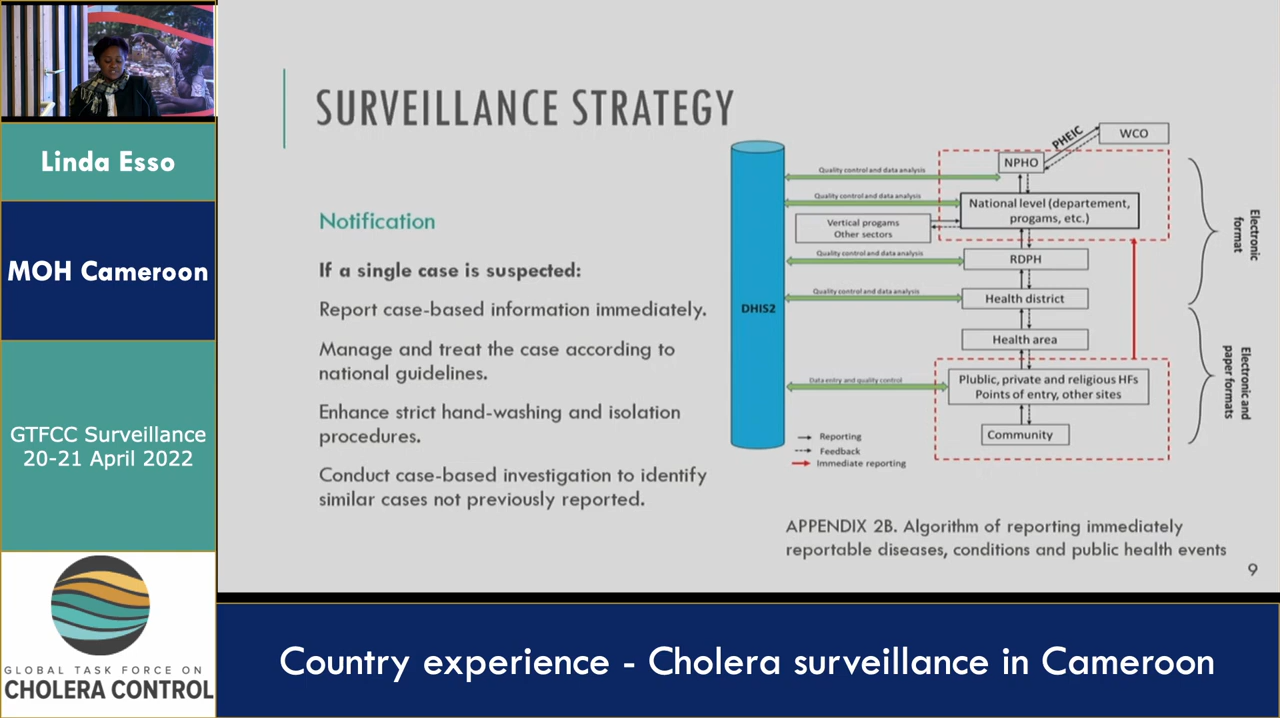 Linda Esso
MOH Cameroon
GTFCC Surveillance
20-21 April 2022
GLOBAL TASK FORCE ON
CHOLERA CONTROL
SURVEILLANCE STRATEGY
Notification
If a single case is suspected:
Report case-based information immediately.
Manage and treat the case according to
national guidelines.
Enhance strict hand-washing and isolation
procedures.
Conduct case-based investigation to identify
similar cases not previously reported.
DHIS2
PHEIC
WCO
NPHO
Quality control and data analysis
Quality control and data analysis
National level (departement,
progams, etc.)
Vertical progams
Other sectors
Quality control and data analysis
RDPH
Quality control and data analysis
Health district
Health area
Data entry and quality control
Plublic, private and religious HFs
Points of entry, other sites
Community
Reporting
Feedback
Immediate reporting
Electronic
format
Electronic and
paper formats
APPENDIX 2B. Algorithm of reporting immediately
reportable diseases, conditions and public health events
9
Country experience - Cholera surveillance in Cameroon